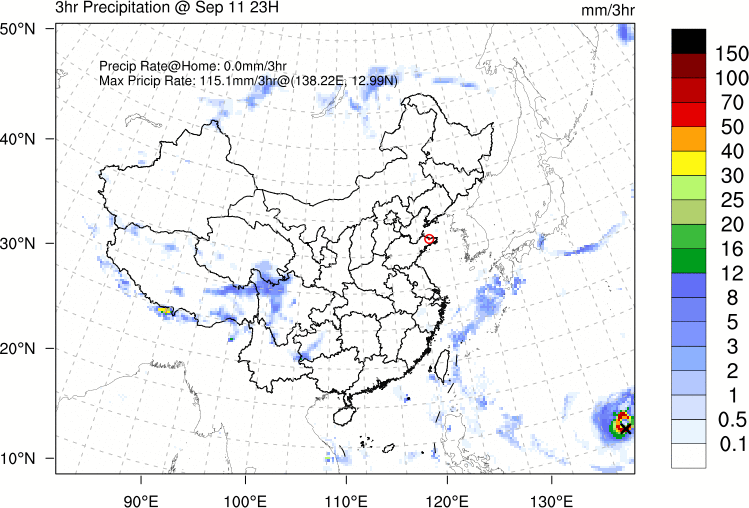 3hr Precipitation @ Sep 11 23H
mm/3hr
50°N
Precip Rate@Home: 0.0mm/3hr
Max Pricip Rate: 115.1mm/3hr@(138.22E, 12.99N)
40°N
30°N
20°N
10°N
90°E
100°E
110°E
120°E
130°E
150
100
70
50
40
30
25
20
16
12
8
5
3
2
1
0.5
0.1